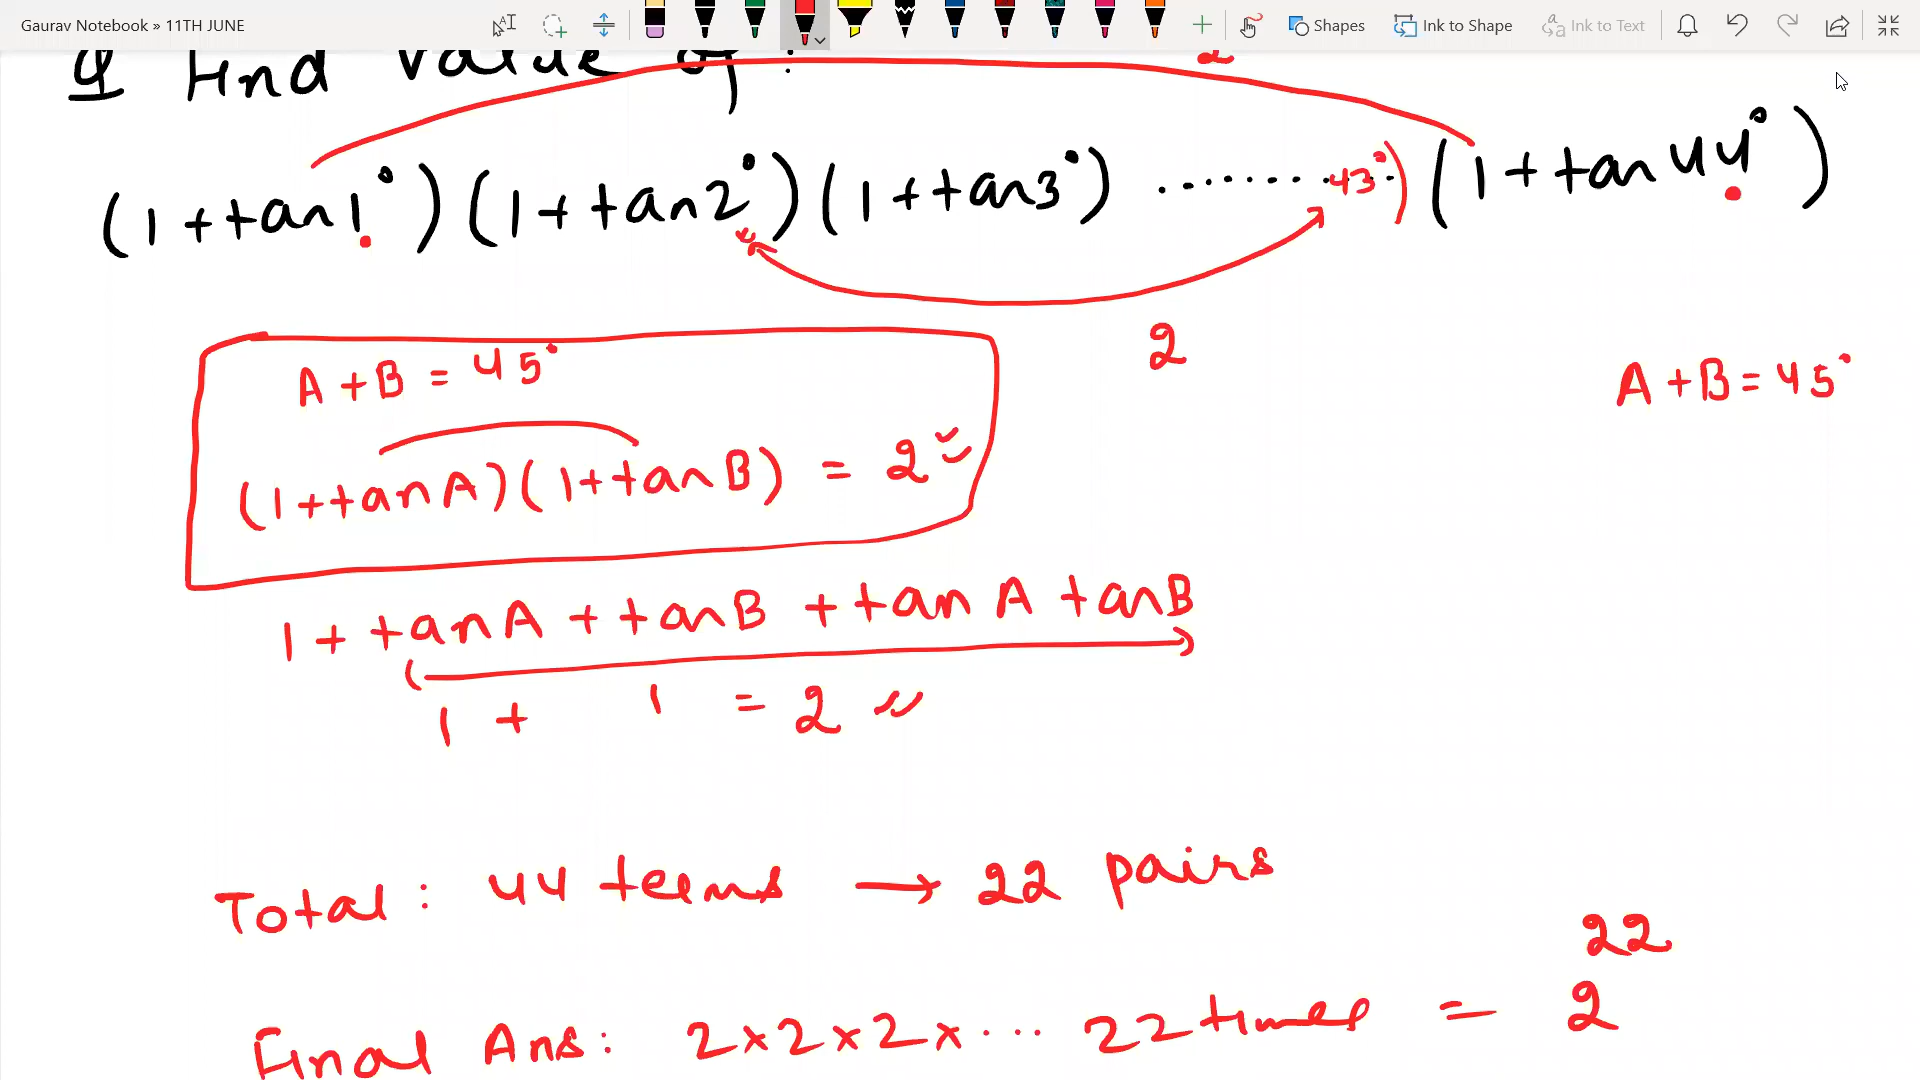 Gaurav Notebook » 11TH JUNE
Shapes
Ink to Shape
Ink to Text
Q Find Value of :
2
(1+tan1°)(1+tan2°)(1+tan3°) ............ 43°) (1+tan44°)
A+B = 45°
2
A+B=45°
(1+tanA)(1+tanB) = 2
1 + tanA + tanB + tanA tanB
1 + 1 = 2
Total : 44 terms → 22 pairs
Final Ans: 2×2×2×... 22 times = 2²²